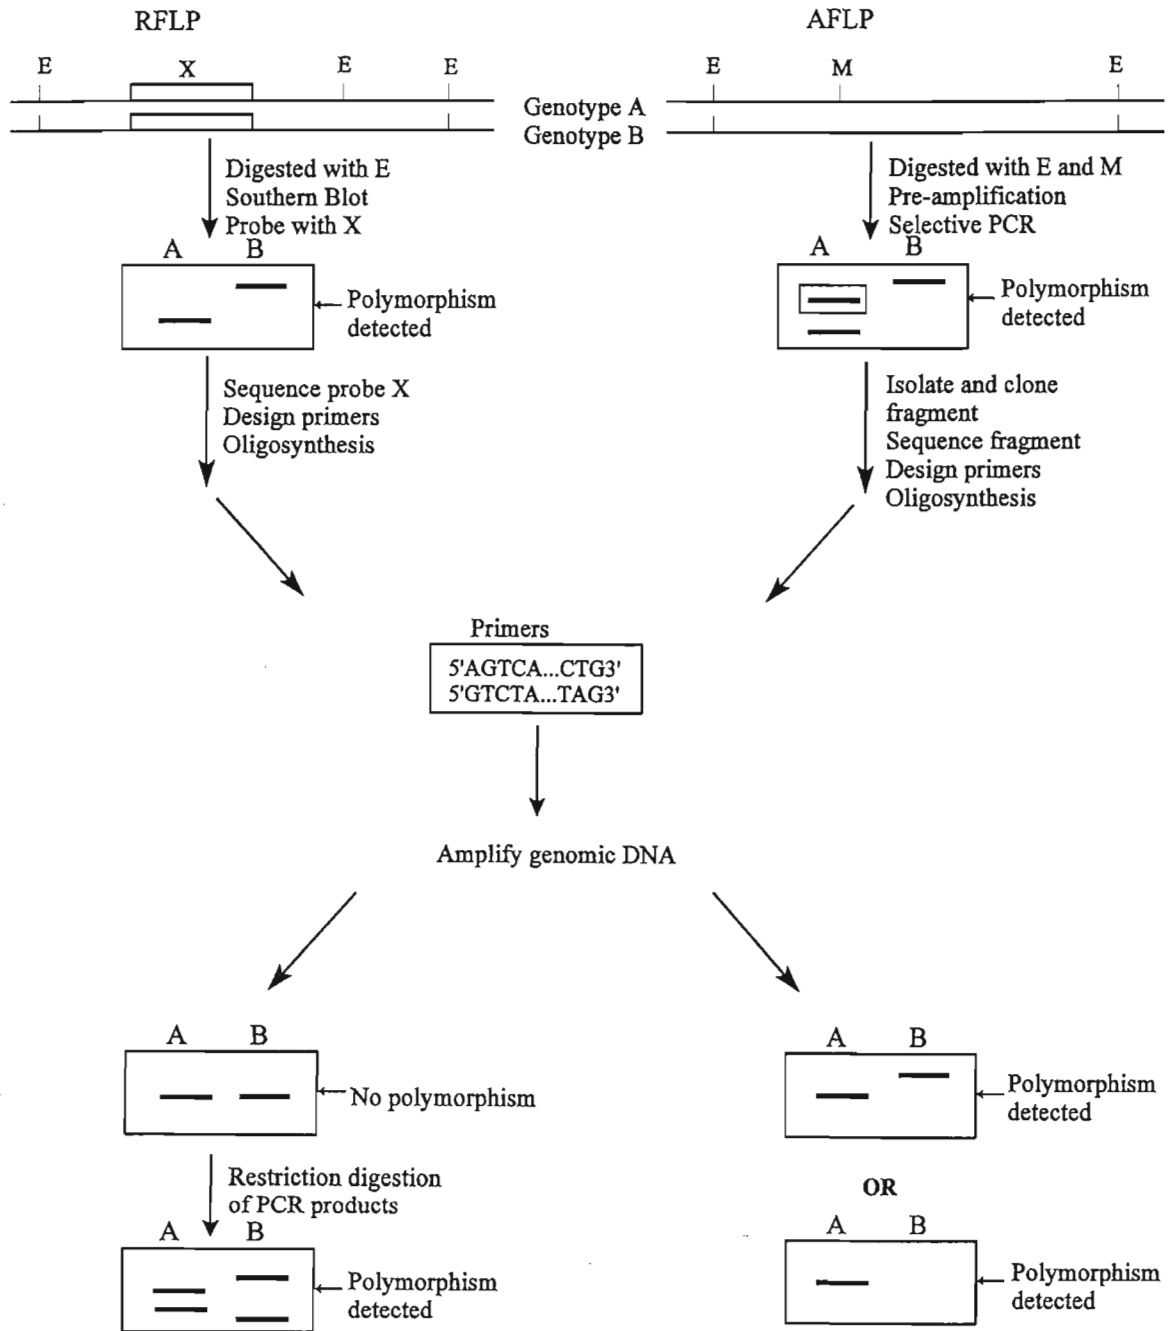 RFLP
AFLP
E X E E
E M E
Genotype A
Genotype B
Digested with E
Southern Blot
Probe with X
Digested with E and M
Pre-amplification
Selective PCR
A B
A B
Polymorphism
detected
Polymorphism
detected
Sequence probe X
Design primers
Oligosynthesis
Isolate and clone
fragment
Sequence fragment
Design primers
Oligosynthesis
Primers
5'AGTCA...CTG3'
5'GTCTA...TAG3'
Amplify genomic DNA
A B
No polymorphism
A B
Polymorphism
detected
Restriction digestion
of PCR products
OR
A B
Polymorphism
detected
A B
Polymorphism
detected